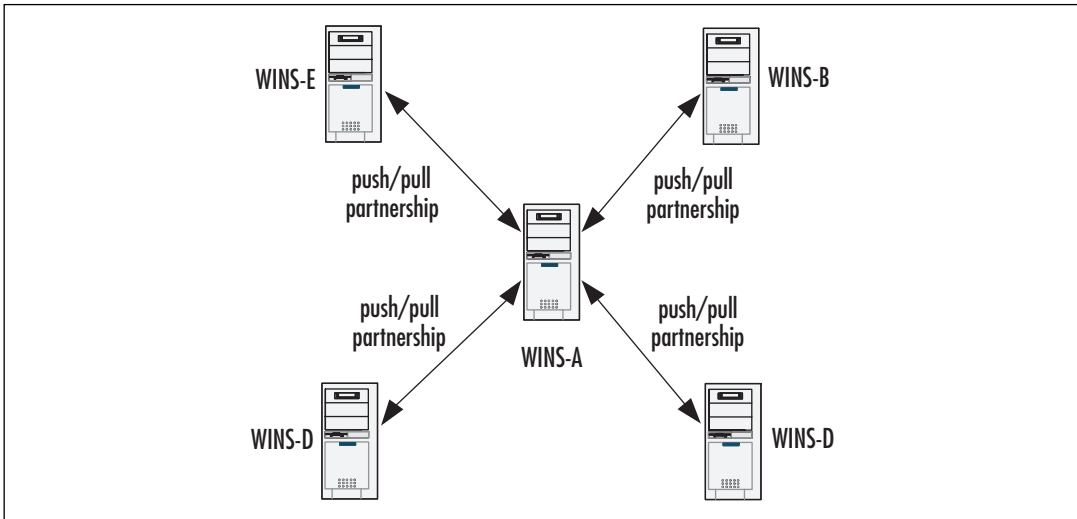 WINS-E
WINS-B
push/pull
partnership
push/pull
partnership
push/pull
partnership
push/pull
partnership
WINS-A
WINS-D
WINS-D